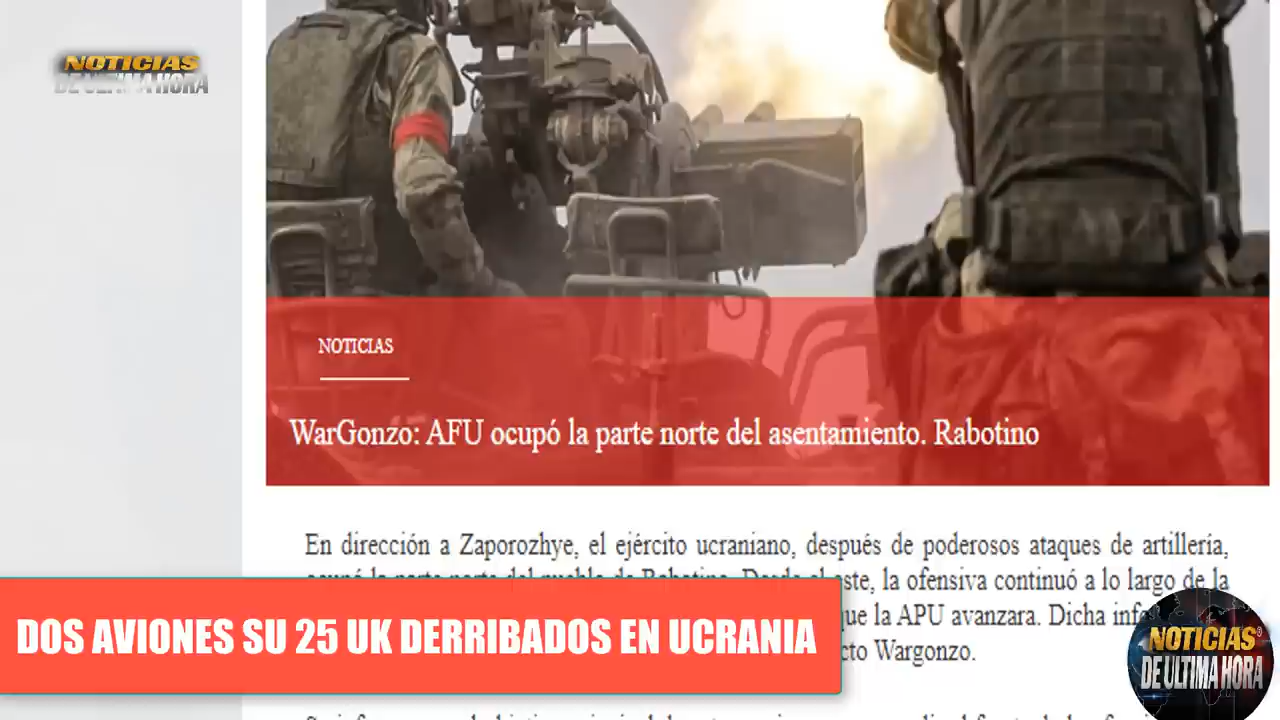 NOTICIAS
DE ULTIMA HORA
NOTICIAS
WarGonzo: AFU ocupó la parte norte del asentamiento. Rabotino
En dirección a Zaporozhye, el ejército ucraniano, después de poderosos ataques de artillería,
ocupó la parte norte del pueblo de Rabotino. Desde el este, la ofensiva continuó a lo largo de la
que la APU avanzara. Dicha
Wargonzo.
DOS AVIONES SU 25 UK DERRIBADOS EN UCRANIA
NOTICIAS®
DE ULTIMA HORA